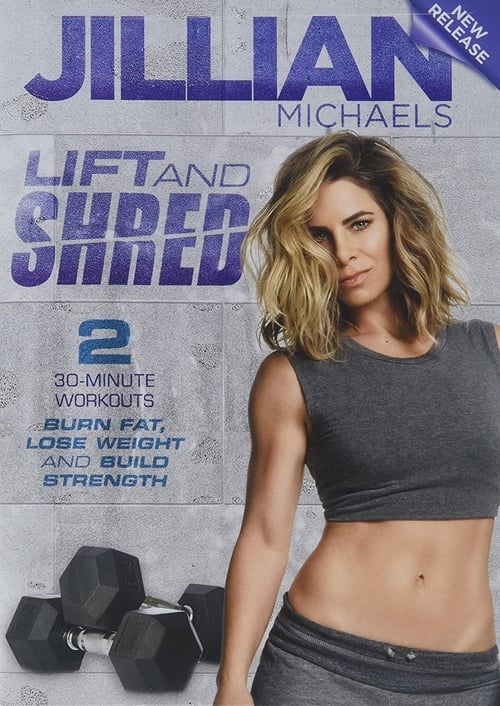 NEW
RELEASE
JILLIAN
MICHAELS
LIFT AND
SHRED
2
30-MINUTE
WORKOUTS
BURN FAT,
LOSE WEIGHT
AND BUILD
STRENGTH